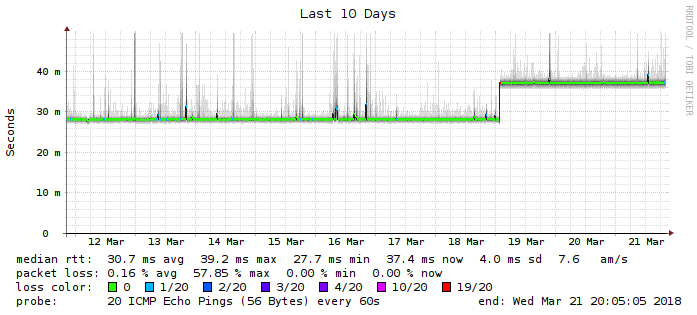 Last 10 Days
RRDTOOL / TOBI OETIKER
Seconds
40 m
30 m
20 m
10 m
0
12 Mar 13 Mar 14 Mar 15 Mar 16 Mar 17 Mar 18 Mar 19 Mar 20 Mar 21 Mar
median rtt: 30.7 ms avg 39.2 ms max 27.7 ms min 37.4 ms now 4.0 ms sd 7.6 am/s
packet loss: 0.16 % avg 57.85 % max 0.00 % min 0.00 % now
loss color: 0 1/20 2/20 3/20 4/20 10/20 19/20
probe: 20 ICMP Echo Pings (56 Bytes) every 60s end: Wed Mar 21 20:05:05 2018